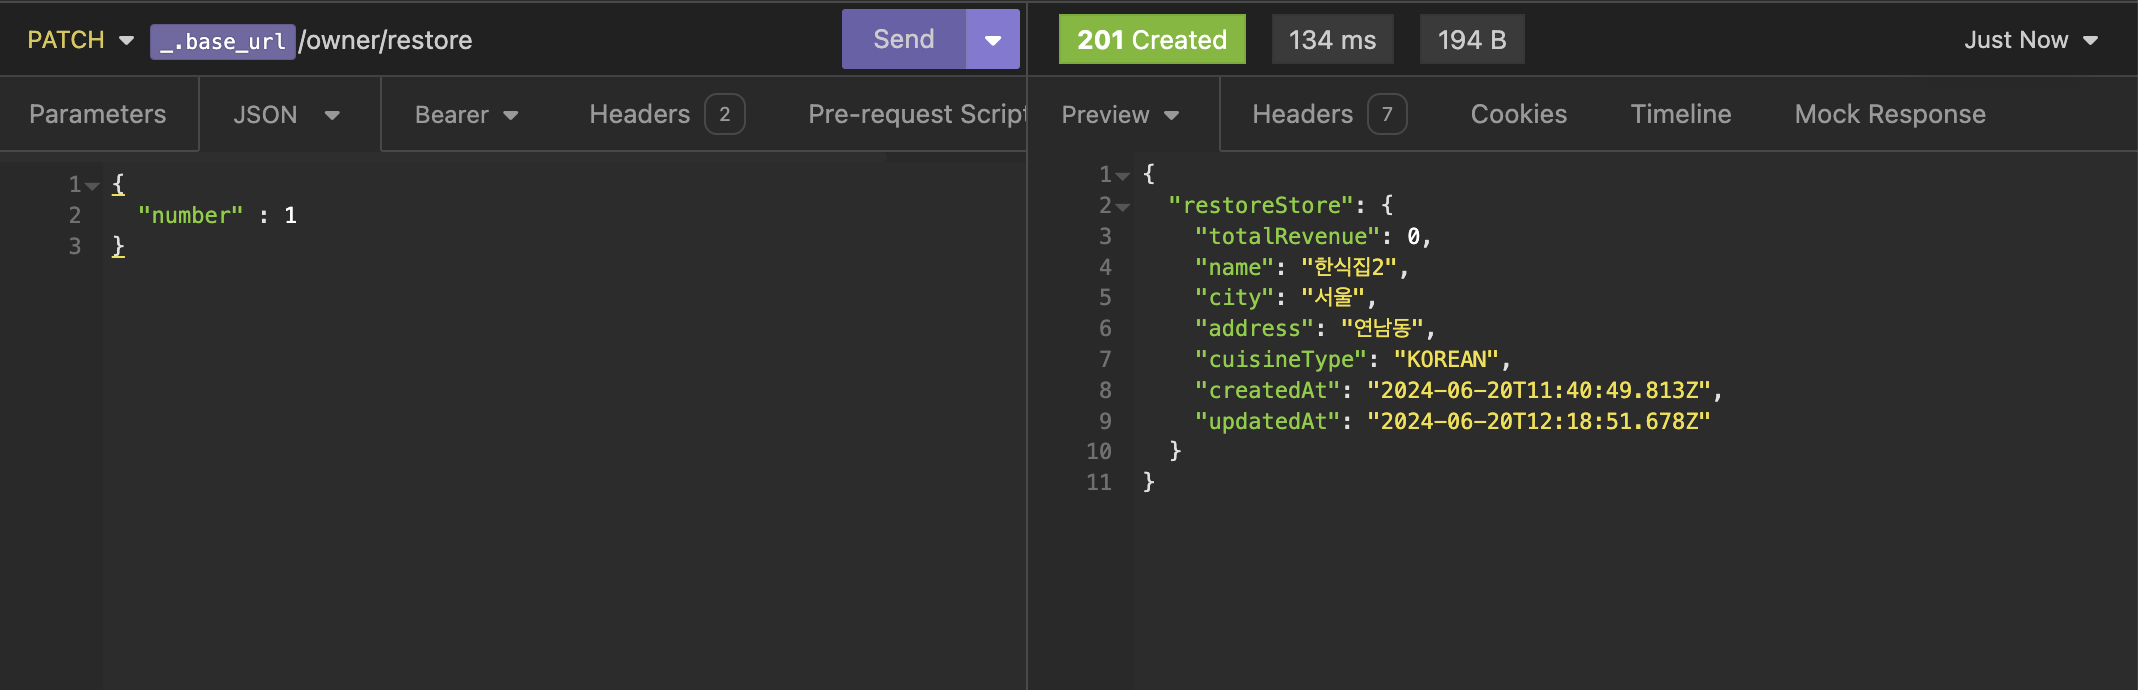 PATCH _.base_url/owner/restore Send
201 Created 134 ms 194 B Just Now
Parameters JSON Bearer Headers 2 Pre-request Script
Preview Headers 7 Cookies Timeline Mock Response
1 {
2 "number" : 1
3 }
1 {
2 "restoreStore": {
3 "totalRevenue": 0,
4 "name": "한식집2",
5 "city": "서울",
6 "address": "연남동",
7 "cuisineType": "KOREAN",
8 "createdAt": "2024-06-20T11:40:49.813Z",
9 "updatedAt": "2024-06-20T12:18:51.678Z"
10 }
11 }